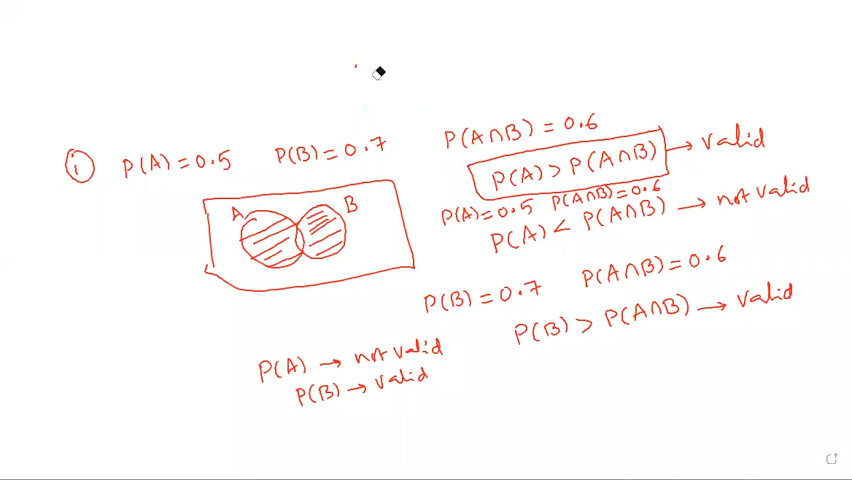 i P(A) = 0.5 P(B) = 0.7 P(A∩B) = 0.6
P(A) > P(A∩B) → valid
P(A) = 0.5 P(A∩B) = 0.6
P(A) < P(A∩B) → not valid
A B
P(B) = 0.7 P(A∩B) = 0.6
P(B) > P(A∩B) → valid
P(A) → not valid
P(B) → valid